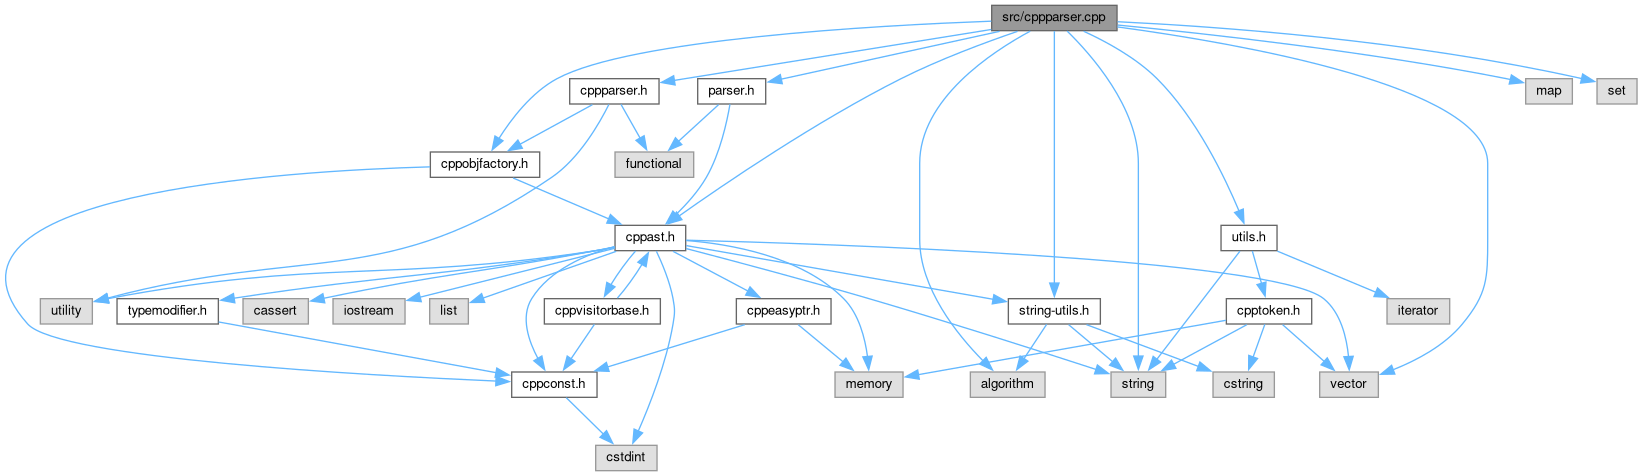 src/cppparser.cpp
cppparser.h
parser.h
map
set
cppobjfactory.h
functional
cppast.h
utils.h
utility
typemodifier.h
cassert
iostream
list
cppvisitorbase.h
cppeasyptr.h
string-utils.h
cpptoken.h
iterator
cppconst.h
memory
algorithm
string
cstring
vector
cstdint